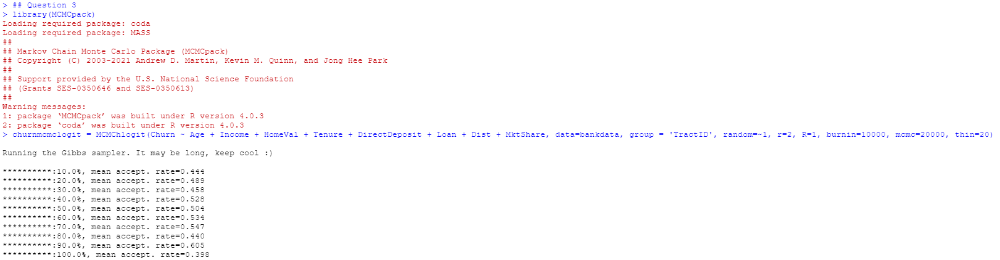 > ## Question 3
> library(MCMCpack)
Loading required package: coda
Loading required package: MASS
##
## Markov Chain Monte Carlo Package (MCMCpack)
## Copyright (C) 2003-2021 Andrew D. Martin, Kevin M. Quinn, and Jong Hee Park
##
## Support provided by the U.S. National Science Foundation
## (Grants SES-0350646 and SES-0350613)
##
Warning messages:
1: package ‘MCMCpack’ was built under R version 4.0.3
2: package ‘coda’ was built under R version 4.0.3
> churnmcmclogit = MCMChlogit(Churn ~ Age + Income + HomeVal + Tenure + DirectDeposit + Loan + Dist + MktShare, data=bankdata, group = 'TractID', random=~1, r=2, R=1, burnin=10000, mcmc=20000, thin=20)
Running the Gibbs sampler. It may be long, keep cool :)
**********:10.0%, mean accept. rate=0.444
**********:20.0%, mean accept. rate=0.489
**********:30.0%, mean accept. rate=0.458
**********:40.0%, mean accept. rate=0.528
**********:50.0%, mean accept. rate=0.504
**********:60.0%, mean accept. rate=0.534
**********:70.0%, mean accept. rate=0.547
**********:80.0%, mean accept. rate=0.440
**********:90.0%, mean accept. rate=0.605
**********:100.0%, mean accept. rate=0.398